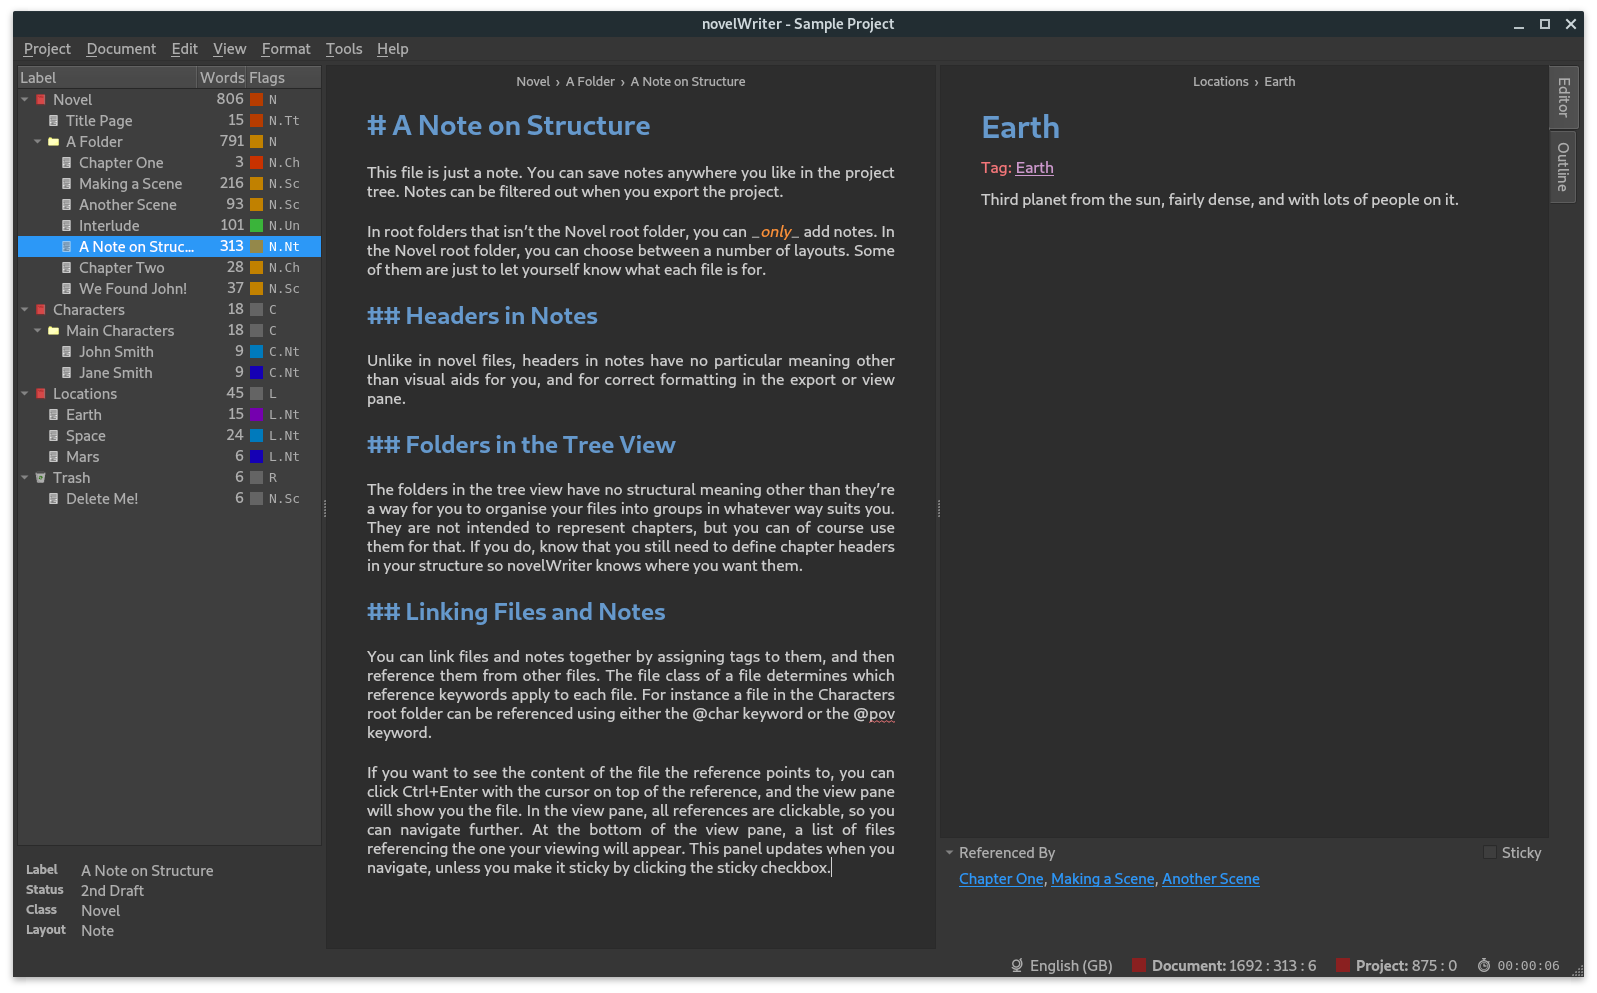 novelWriter - Sample Project
Project Document Edit View Format Tools Help
Label Words Flags
Novel 806 N
Title Page 15 N.Tt
A Folder 791 N
Chapter One 3 N.Ch
Making a Scene 216 N.Sc
Another Scene 93 N.Sc
Interlude 101 N.Un
A Note on Struc... 313 N.Nt
Chapter Two 28 N.Ch
We Found John! 37 N.Sc
Characters 18 C
Main Characters 18 C
John Smith 9 C.Nt
Jane Smith 9 C.Nt
Locations 45 L
Earth 15 L.Nt
Space 24 L.Nt
Mars 6 L.Nt
Trash 6 R
Delete Me! 6 N.Sc
Label A Note on Structure
Status 2nd Draft
Class Novel
Layout Note
Novel › A Folder › A Note on Structure
# A Note on Structure
This file is just a note. You can save notes anywhere you like in the project
tree. Notes can be filtered out when you export the project.
In root folders that isn’t the Novel root folder, you can _only_ add notes. In
the Novel root folder, you can choose between a number of layouts. Some
of them are just to let yourself know what each file is for.
## Headers in Notes
Unlike in novel files, headers in notes have no particular meaning other
than visual aids for you, and for correct formatting in the export or view
pane.
## Folders in the Tree View
The folders in the tree view have no structural meaning other than they’re
a way for you to organise your files into groups in whatever way suits you.
They are not intended to represent chapters, but you can of course use
them for that. If you do, know that you still need to define chapter headers
in your structure so novelWriter knows where you want them.
## Linking Files and Notes
You can link files and notes together by assigning tags to them, and then
reference them from other files. The file class of a file determines which
reference keywords apply to each file. For instance a file in the Characters
root folder can be referenced using either the @char keyword or the @pov
keyword.
If you want to see the content of the file the reference points to, you can
click Ctrl+Enter with the cursor on top of the reference, and the view pane
will show you the file. In the view pane, all references are clickable, so you
can navigate further. At the bottom of the view pane, a list of files
referencing the one your viewing will appear. This panel updates when you
navigate, unless you make it sticky by clicking the sticky checkbox.
Locations › Earth
Earth
Tag: Earth
Third planet from the sun, fairly dense, and with lots of people on it.
Referenced By Sticky
Chapter One, Making a Scene, Another Scene
Editor
Outline
English (GB) Document: 1692 : 313 : 6 Project: 875 : 0 00:00:06